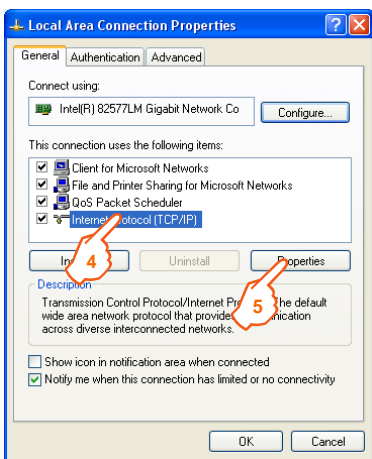 Local Area Connection Properties
General Authentication Advanced
Connect using:
Intel(R) 82577LM Gigabit Network Co Configure...
This connection uses the following items:
Client for Microsoft Networks
File and Printer Sharing for Microsoft Networks
QoS Packet Scheduler
Internet Protocol (TCP/IP)
4 Uninstall Properties
Description
Transmission Control Protocol/Internet The default
wide area network protocol that
across diverse interconnected networks.
5
Show icon in notification area when connected
Notify me when this connection has limited or no connectivity
OK Cancel